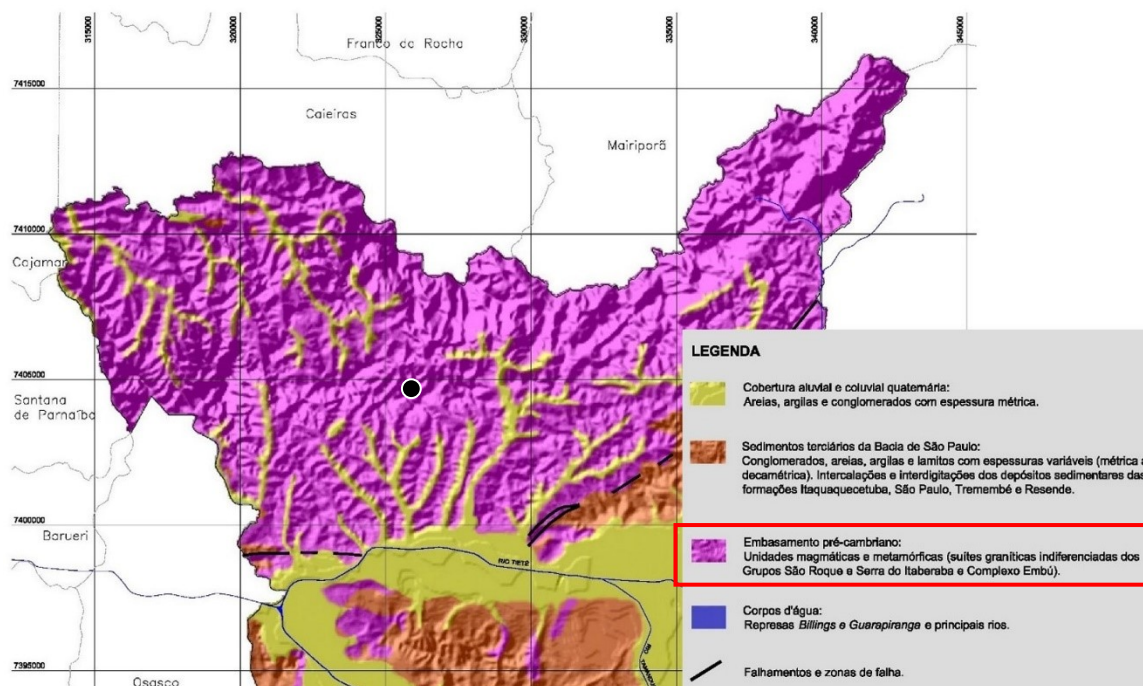 315000
320000
325000
330000
335000
340000
345000
Franco da Rocha
7415000
Caieiras
Mairiporã
7410000
Cajamar
LEGENDA
Cobertura aluvial e coluvial quaternária:
Areias, argilas e conglomerados com espessura métrica.
7405000
Santana
de Parnaíba
Sedimentos terciários da Bacia de São Paulo:
Conglomerados, areias, argilas e lamitos com espessuras variáveis (métrica a
decamétrica). Intercalações e interdigitações dos depósitos sedimentares das
formações Itaquaquecetuba, São Paulo, Tremembé e Resende.
7400000
Barueri
RIO TIETÊ
Embasamento pré-cambriano:
Unidades magmáticas e metamórficas (suítes graníticas indiferenciadas dos
Grupos São Roque e Serra do Itaberaba e Complexo Embú).
Corpos d'água:
Represas Billings e Guarapiranga e principais rios.
7395000
RIO
Osasco
Falhamentos e zonas de falha.